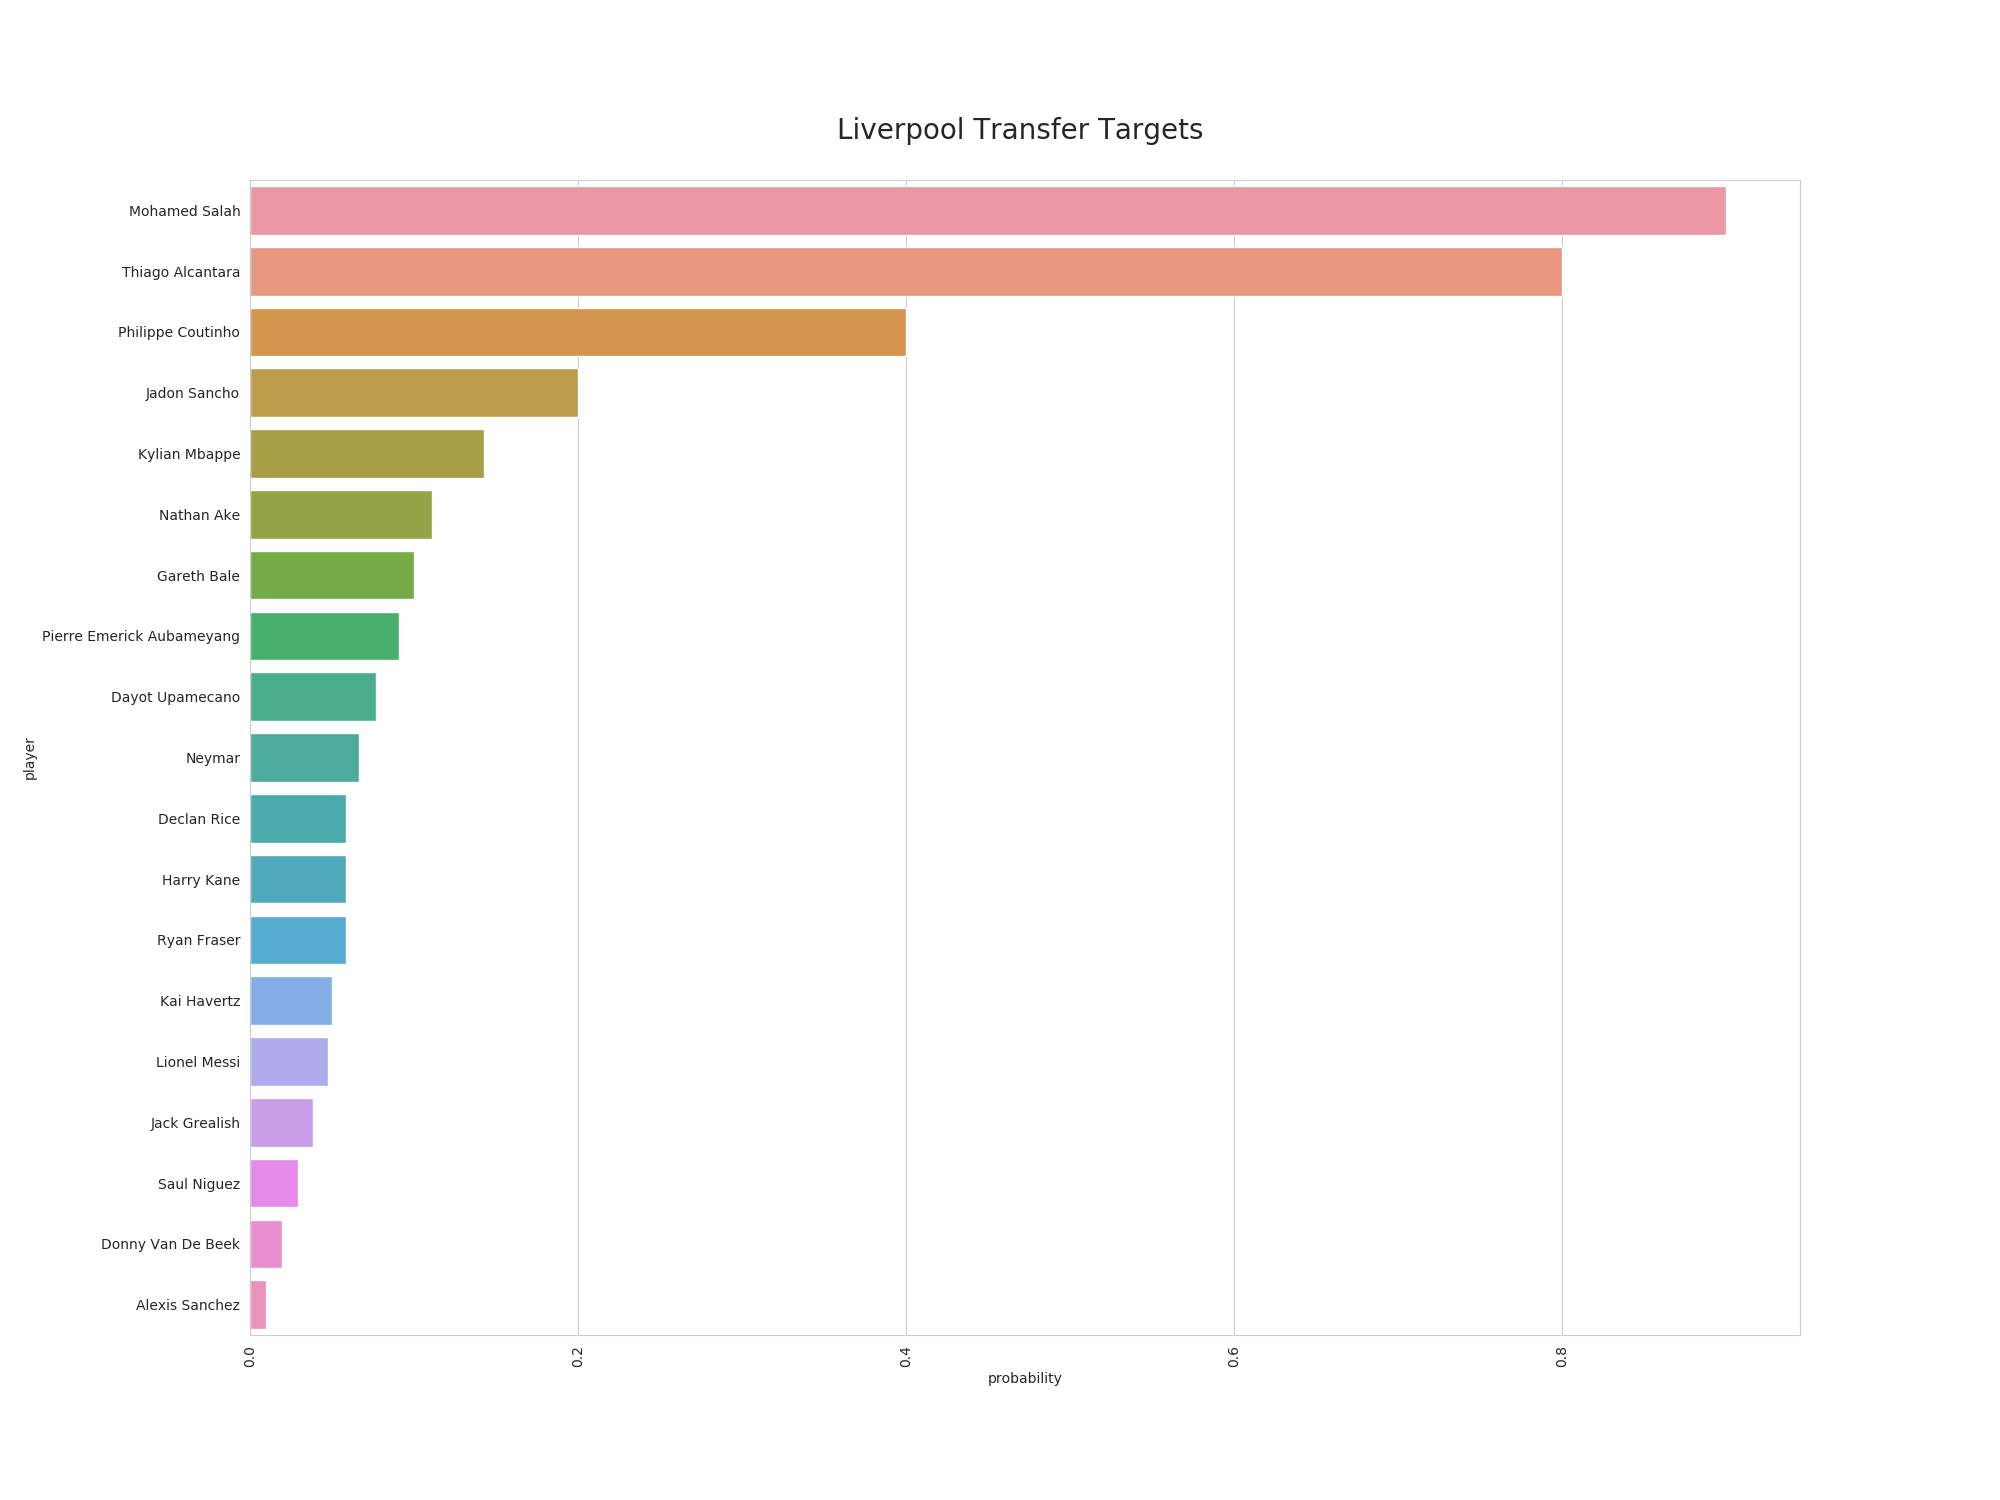 Liverpool Transfer Targets
Mohamed Salah
Thiago Alcantara
Philippe Coutinho
Jadon Sancho
Kylian Mbappe
Nathan Ake
Gareth Bale
Pierre Emerick Aubameyang
Dayot Upamecano
Neymar
Declan Rice
Harry Kane
Ryan Fraser
Kai Havertz
Lionel Messi
Jack Grealish
Saul Niguez
Donny Van De Beek
Alexis Sanchez
player
0.0
0.2
0.4
0.6
0.8
probability